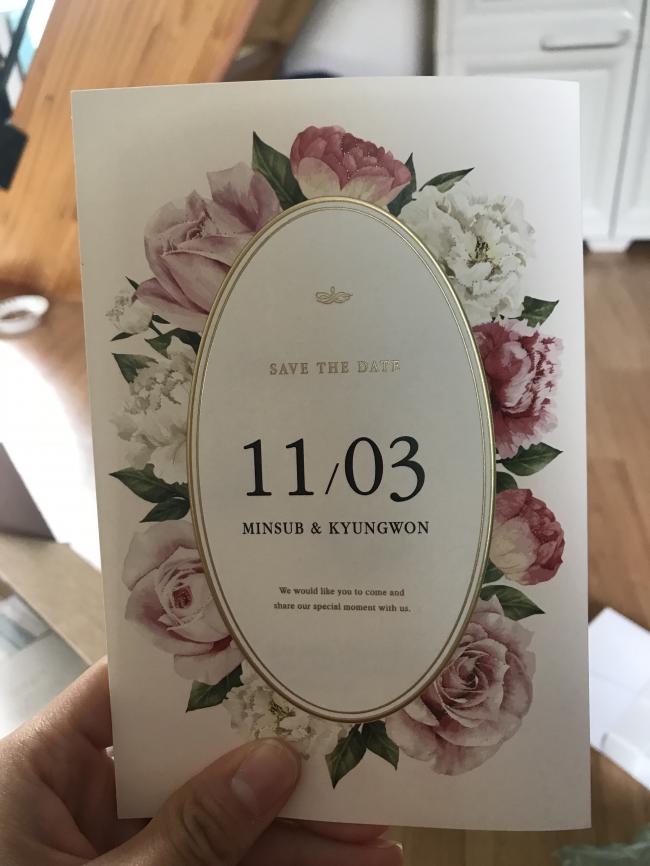 SAVE THE DATE
11/03
MINSUB & KYUNGWON
We would like you to come and
share our special moment with us.